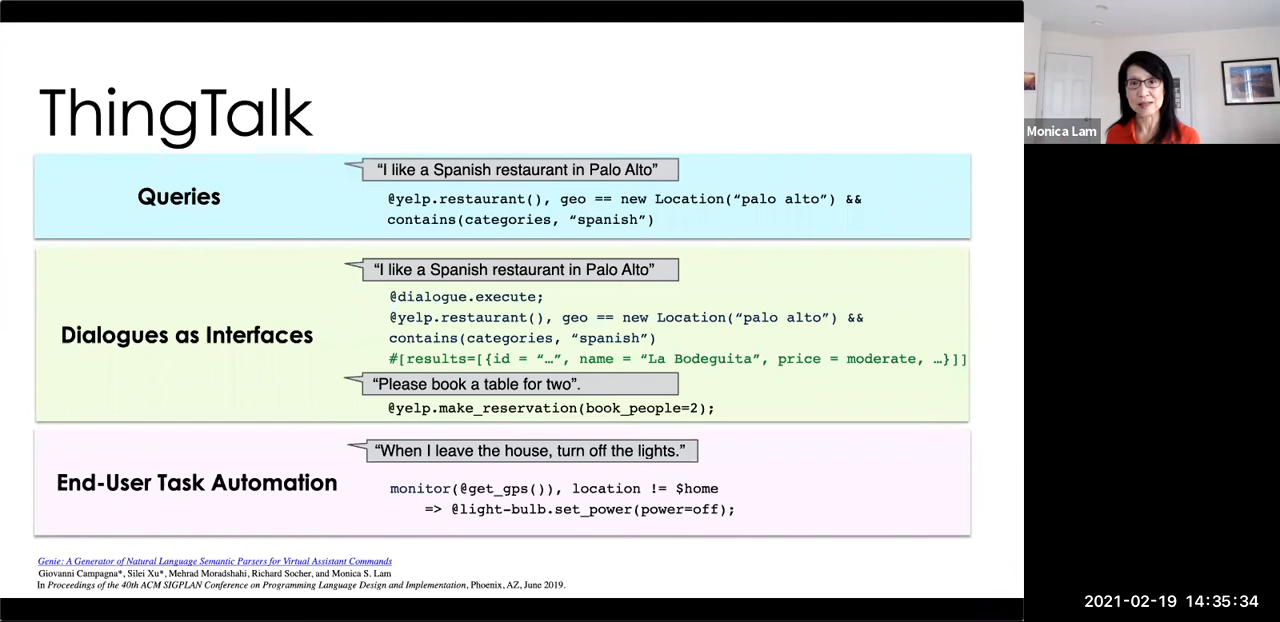 ThingTalk
Queries
“I like a Spanish restaurant in Palo Alto”
@yelp.restaurant(), geo == new Location(“palo alto”) &&
contains(categories, “spanish”)
Dialogues as Interfaces
“I like a Spanish restaurant in Palo Alto”
@dialogue.execute;
@yelp.restaurant(), geo == new Location(“palo alto”) &&
contains(categories, “spanish”)
#[results=[{id = “…”, name = “La Bodeguita”, price = moderate, …}]]
“Please book a table for two”.
@yelp.make_reservation(book_people=2);
End-User Task Automation
“When I leave the house, turn off the lights.”
monitor(@get_gps()), location != $home
=> @light-bulb.set_power(power=off);
Genie: A Generator of Natural Language Semantic Parsers for Virtual Assistant Commands
Giovanni Campagna*, Silei Xu*, Mehrad Moradshahi, Richard Socher, and Monica S. Lam
In Proceedings of the 40th ACM SIGPLAN Conference on Programming Language Design and Implementation, Phoenix, AZ, June 2019.
Monica Lam
2021-02-19 14:35:34